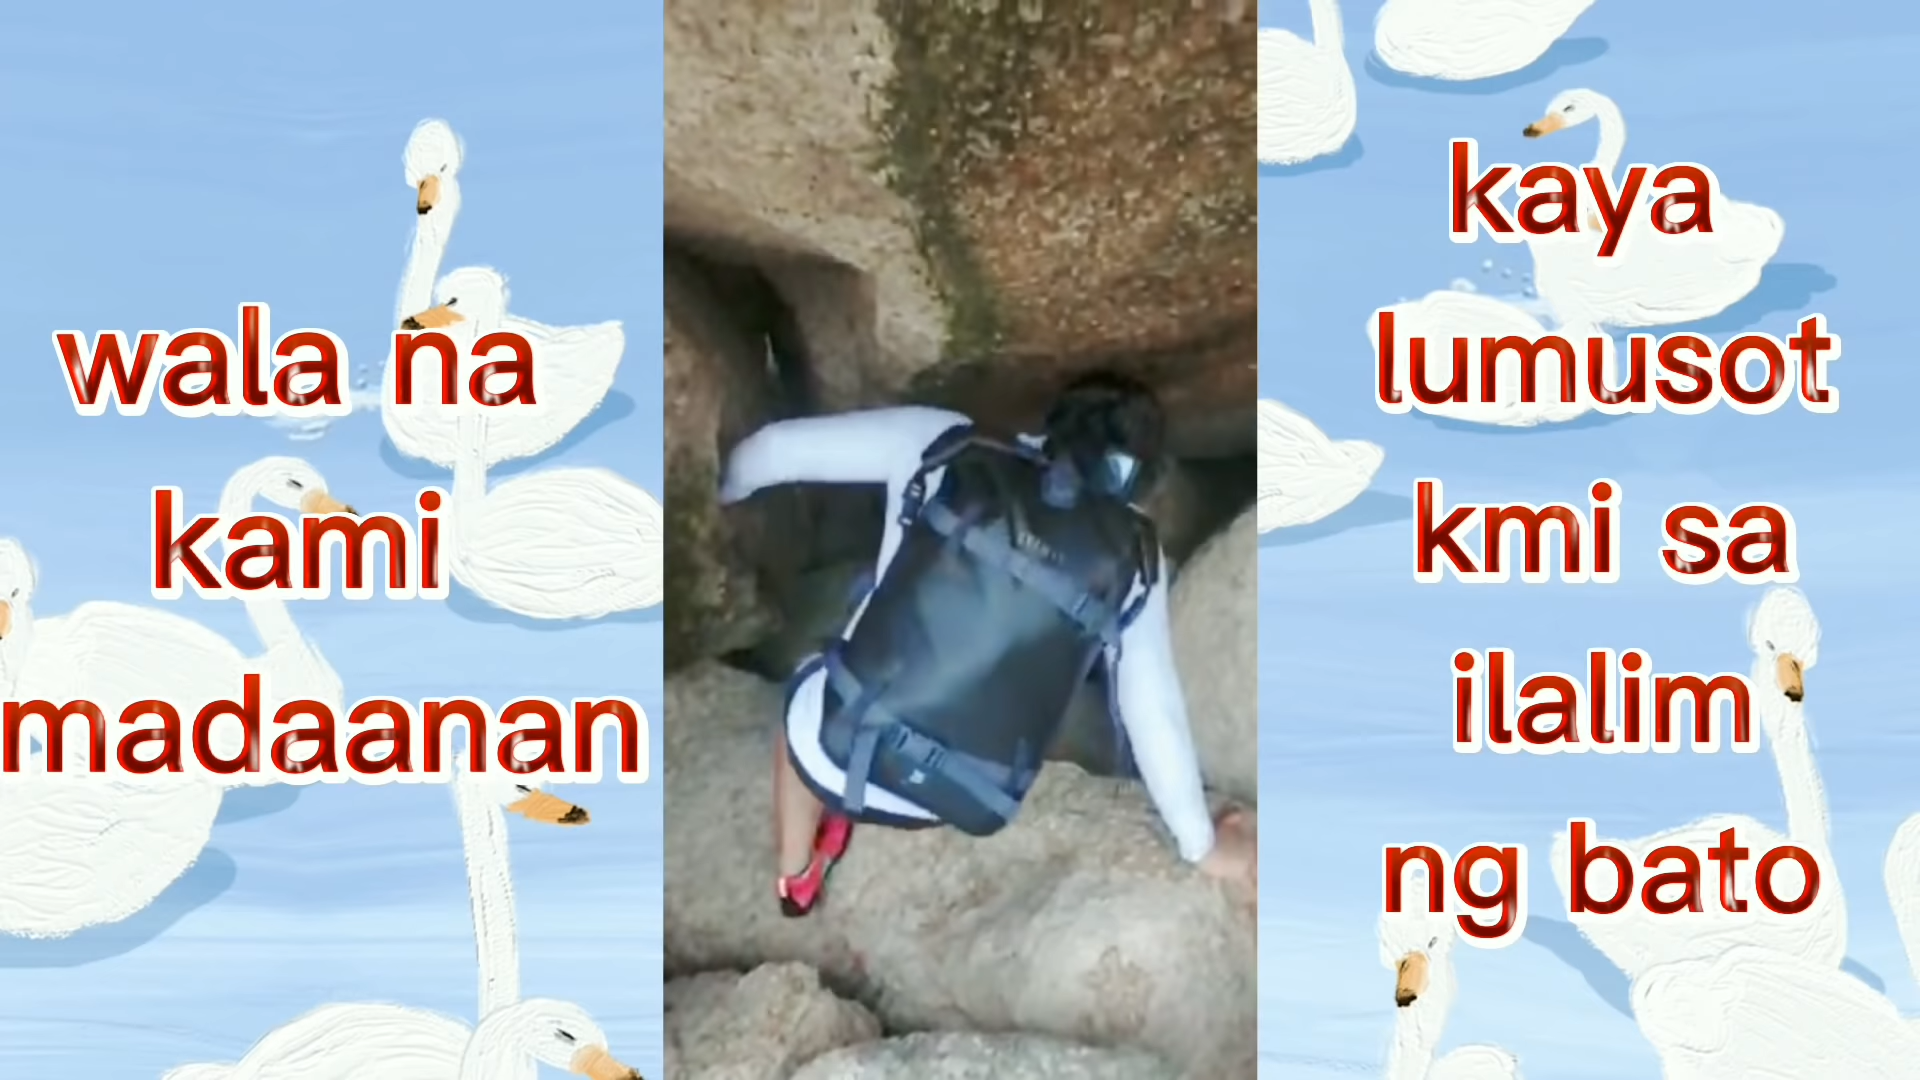 wala na
kami
madaanan
kaya
lumusot
kmi sa
ilalim
ng bato